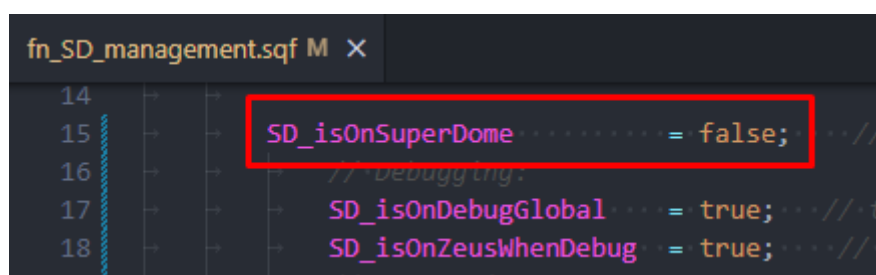 fn_SD_management.sqf M ×
14
15 SD_isOnSuperDome = false; //
16 // Debugging:
17 SD_isOnDebugGlobal = true; //
18 SD_isOnZeusWhenDebug = true; //